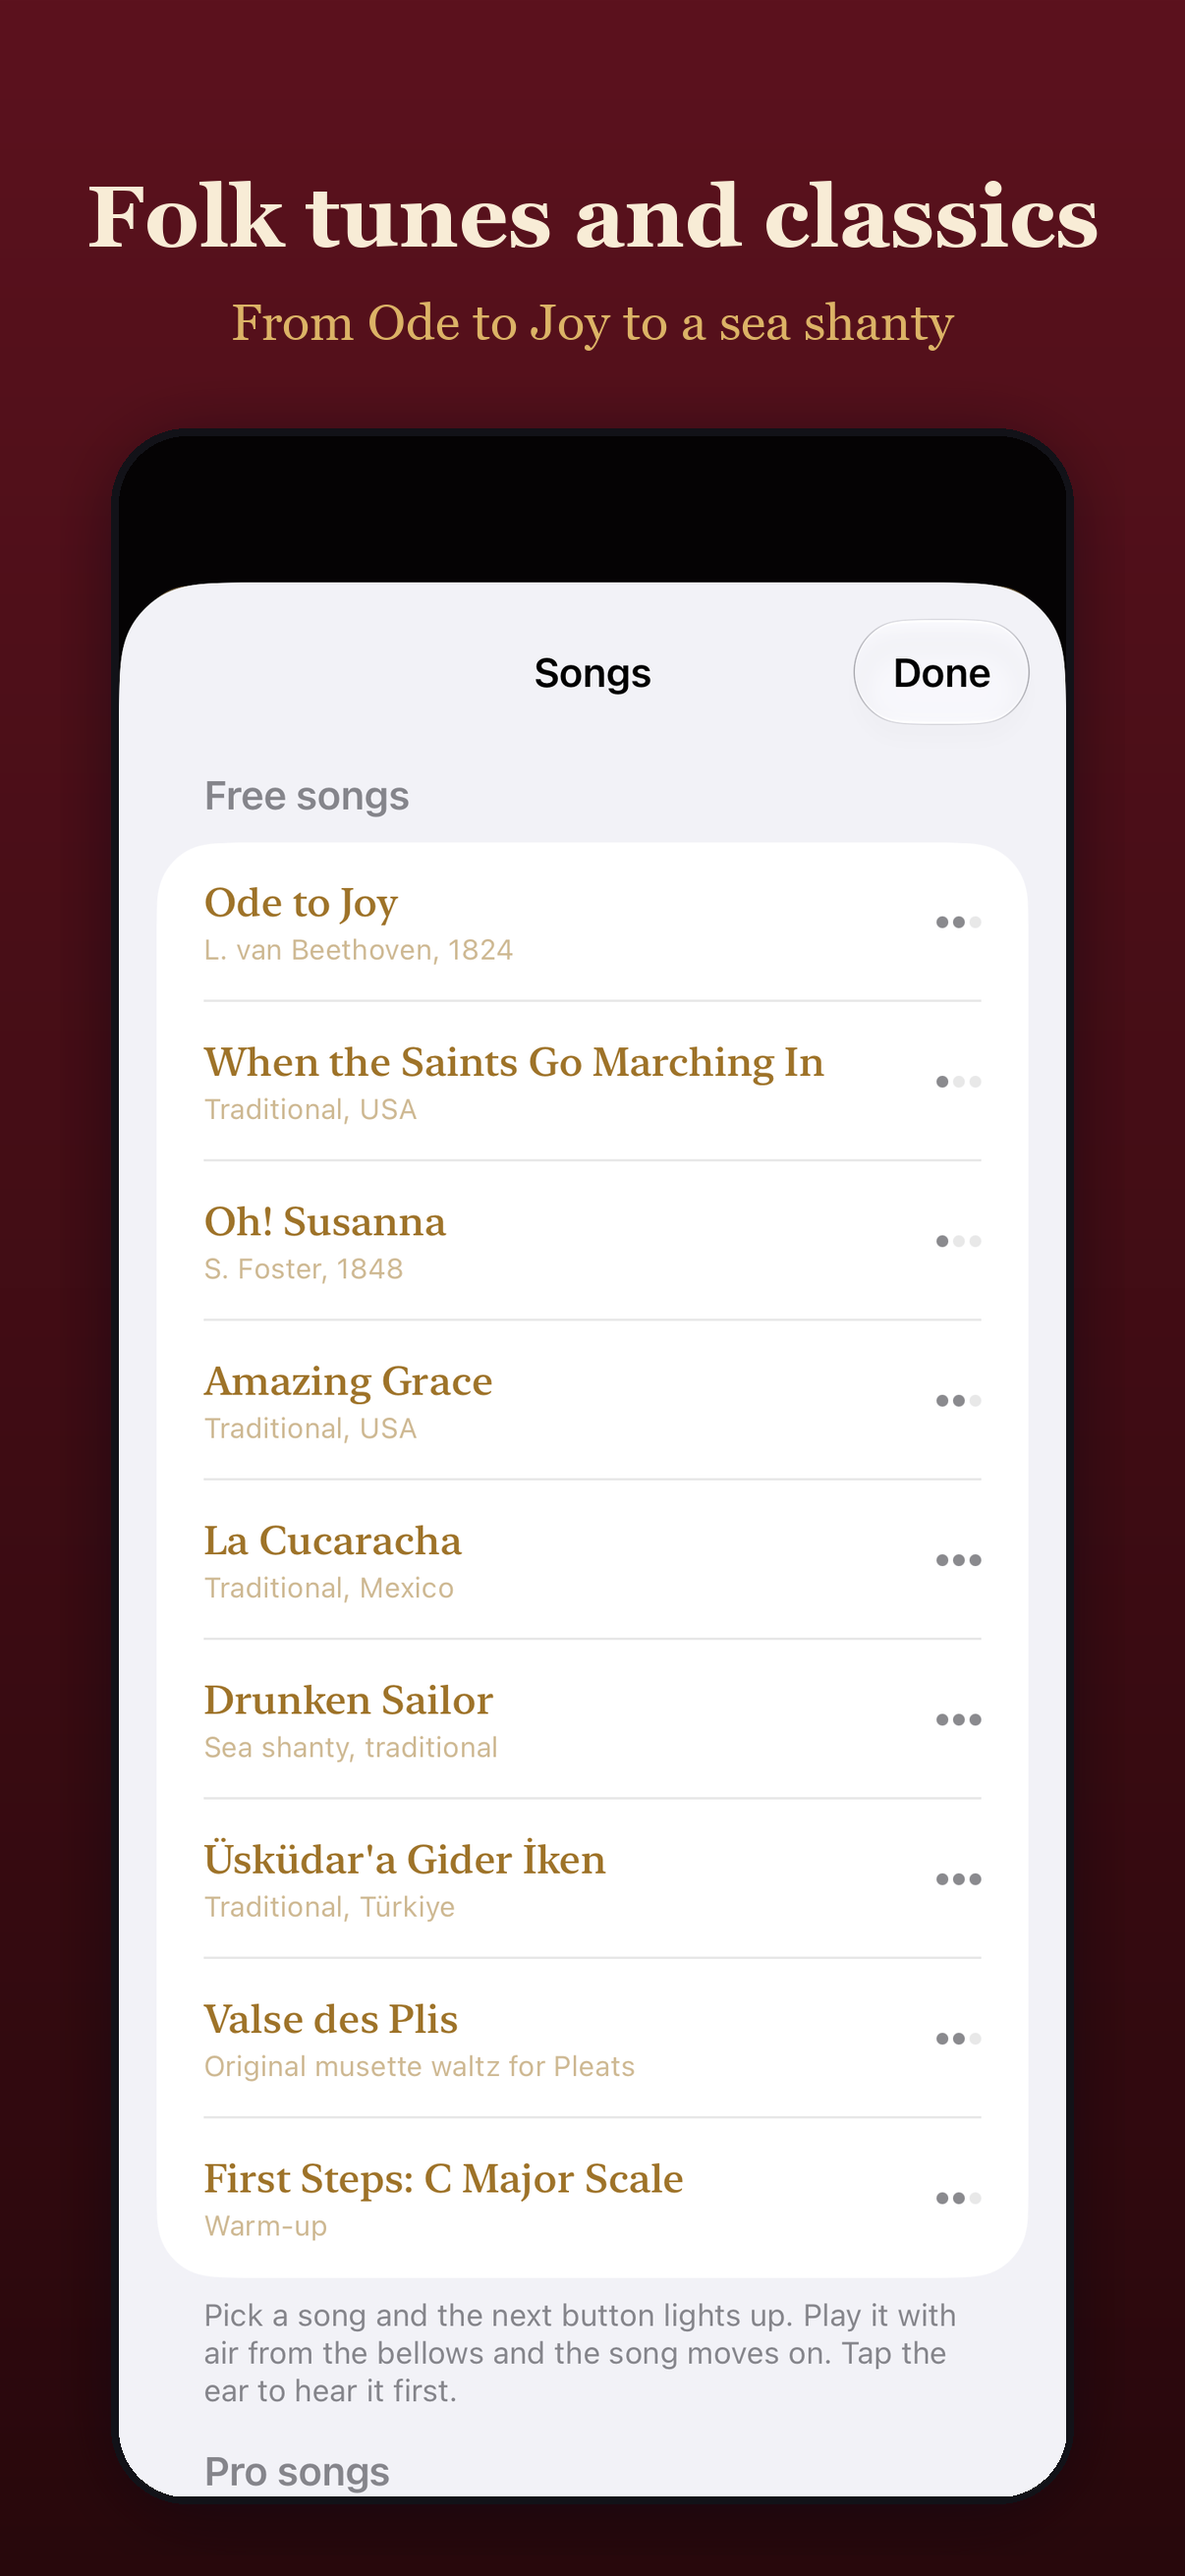 Folk tunes and classics
From Ode to Joy to a sea shanty
Songs
Done
Free songs
Ode to Joy
L. van Beethoven, 1824
When the Saints Go Marching In
Traditional, USA
Oh! Susanna
S. Foster, 1848
Amazing Grace
Traditional, USA
La Cucaracha
Traditional, Mexico
Drunken Sailor
Sea shanty, traditional
Üsküdar'a Gider İken
Traditional, Türkiye
Valse des Plis
Original musette waltz for Pleats
First Steps: C Major Scale
Warm-up
Pick a song and the next button lights up. Play it with
air from the bellows and the song moves on. Tap the
ear to hear it first.
Pro songs